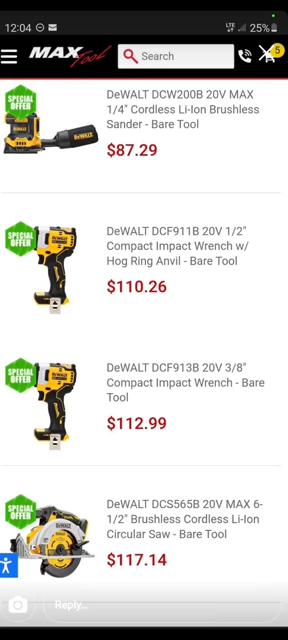 12:04
LTE 25%
MAX Tool
Search
5
SPECIAL OFFER
DeWALT DCW200B 20V MAX
1/4" Cordless Li-Ion Brushless
Sander - Bare Tool
$87.29
SPECIAL OFFER
DeWALT DCF911B 20V 1/2"
Compact Impact Wrench w/
Hog Ring Anvil - Bare Tool
$110.26
SPECIAL OFFER
DeWALT DCF913B 20V 3/8"
Compact Impact Wrench - Bare
Tool
$112.99
SPECIAL OFFER
DeWALT DCS565B 20V MAX 6-
1/2" Brushless Cordless Li-Ion
Circular Saw - Bare Tool
$117.14
Reply...